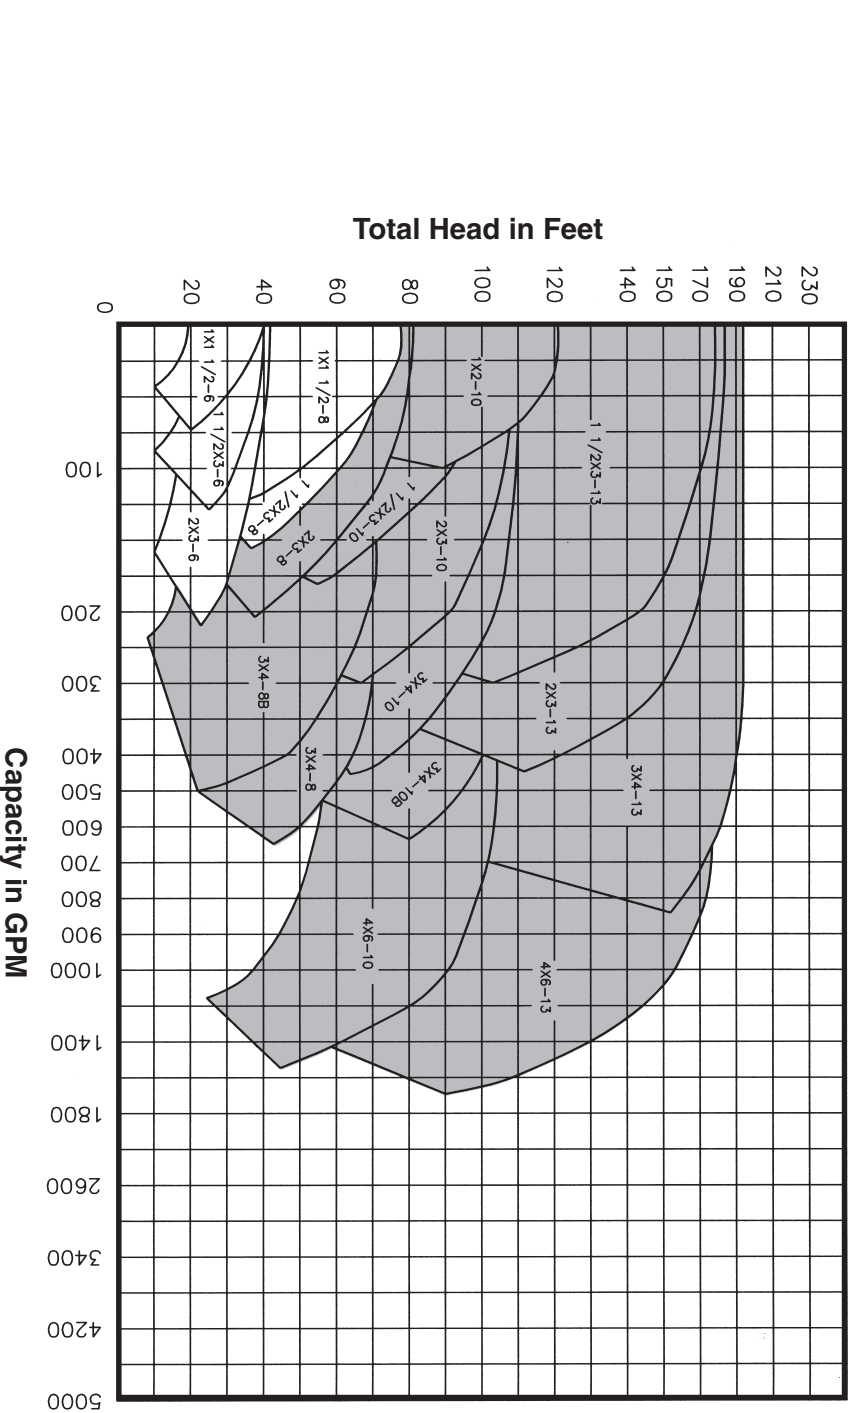 Total Head in Feet
0
20
40
60
80
100
120
140
150
170
190
210
230
1X1 1/2-6
1 1/2X3-6
2X3-6
1X1 1/2-8
1 1/2X3-8
2X3-8
1X2-10
1 1/2X3-10
2X3-10
1 1/2X3-13
3X4-8B
3X4-8
3X4-10
3X4-10B
2X3-13
3X4-13
4X6-10
4X6-13
100
200
300
400
500
600
700
800
900
1000
1400
1800
2600
3400
4200
5000
Capacity in GPM